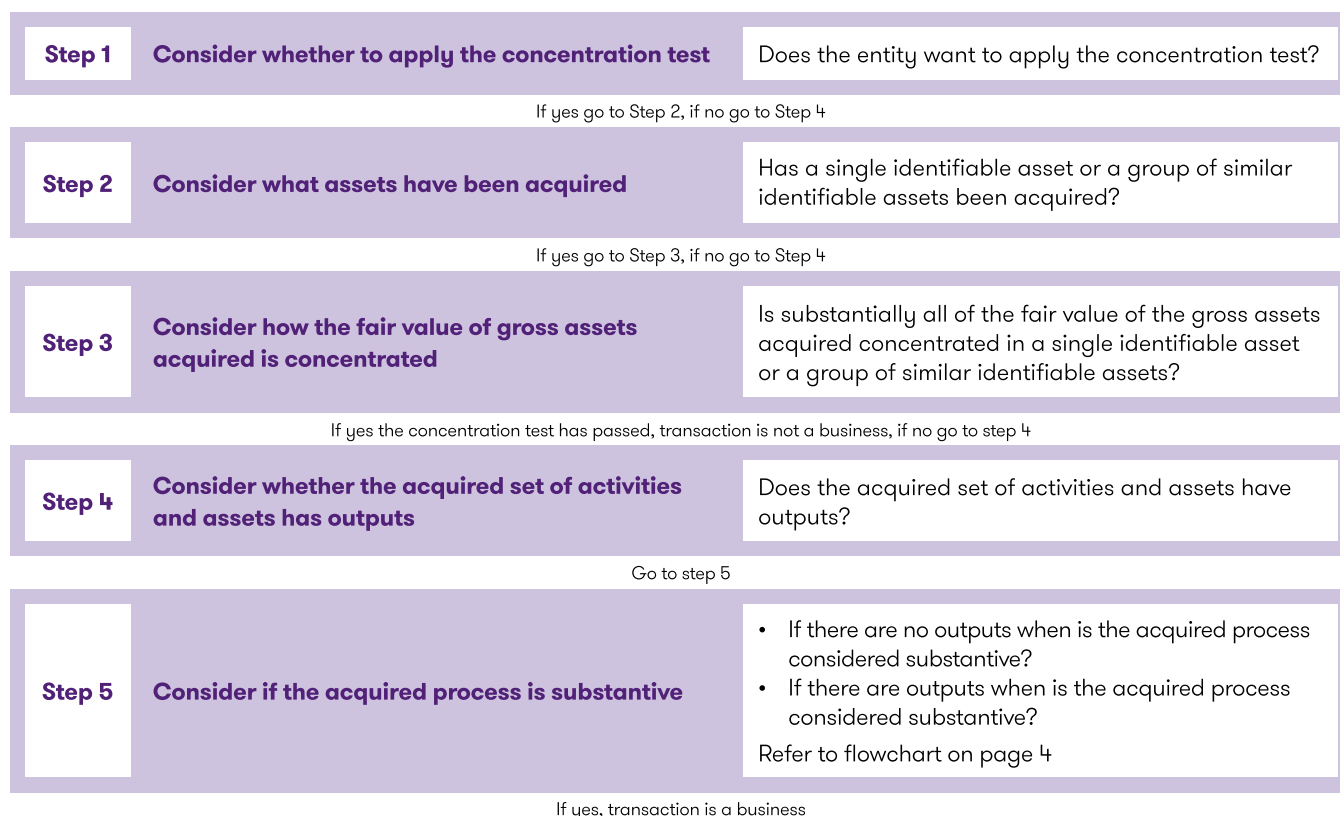 Step 1
Consider whether to apply the concentration test
Does the entity want to apply the concentration test?
If yes go to Step 2, if no go to Step 4
Step 2
Consider what assets have been acquired
Has a single identifiable asset or a group of similar
identifiable assets been acquired?
If yes go to Step 3, if no go to Step 4
Step 3
Consider how the fair value of gross assets
acquired is concentrated
Is substantially all of the fair value of the gross assets
acquired concentrated in a single identifiable asset
or a group of similar identifiable assets?
If yes the concentration test has passed, transaction is not a business, if no go to step 4
Step 4
Consider whether the acquired set of activities
and assets has outputs
Does the acquired set of activities and assets have
outputs?
Go to step 5
Step 5
Consider if the acquired process is substantive
• If there are no outputs when is the acquired process
considered substantive?
• If there are outputs when is the acquired process
considered substantive?
Refer to flowchart on page 4
If yes, transaction is a business